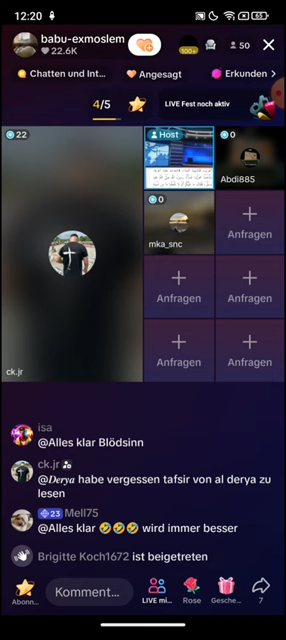 12:20
65
babu-exmoslem
22.6K
100+
50
Chatten und Int...
Angesagt
Erkunden
4/5
LIVE Fest noch aktiv
22
Host
0
Abdi885
0
mka_snc
Anfragen
Anfragen
Anfragen
Anfragen
Anfragen
ck.jr
Anfragen
isa
@Alles klar Blödsinn
ck.jr
@Derya habe vergessen tafsir von al derya zu
lesen
23 Mell75
@Alles klar 🤣🤣🤣 wird immer besser
Brigitte Koch1672 ist beigetreten
Abonn...
Komment...
LIVE mi...
Rose
Gesche...
7